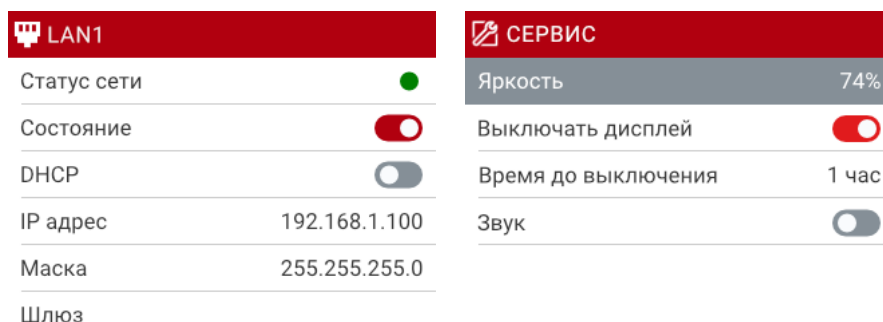 LAN1
Статус сети
Состояние
DHCP
IP адрес 192.168.1.100
Маска 255.255.255.0
Шлюз
СЕРВИС
Яркость 74%
Выключать дисплей
Время до выключения 1 час
Звук